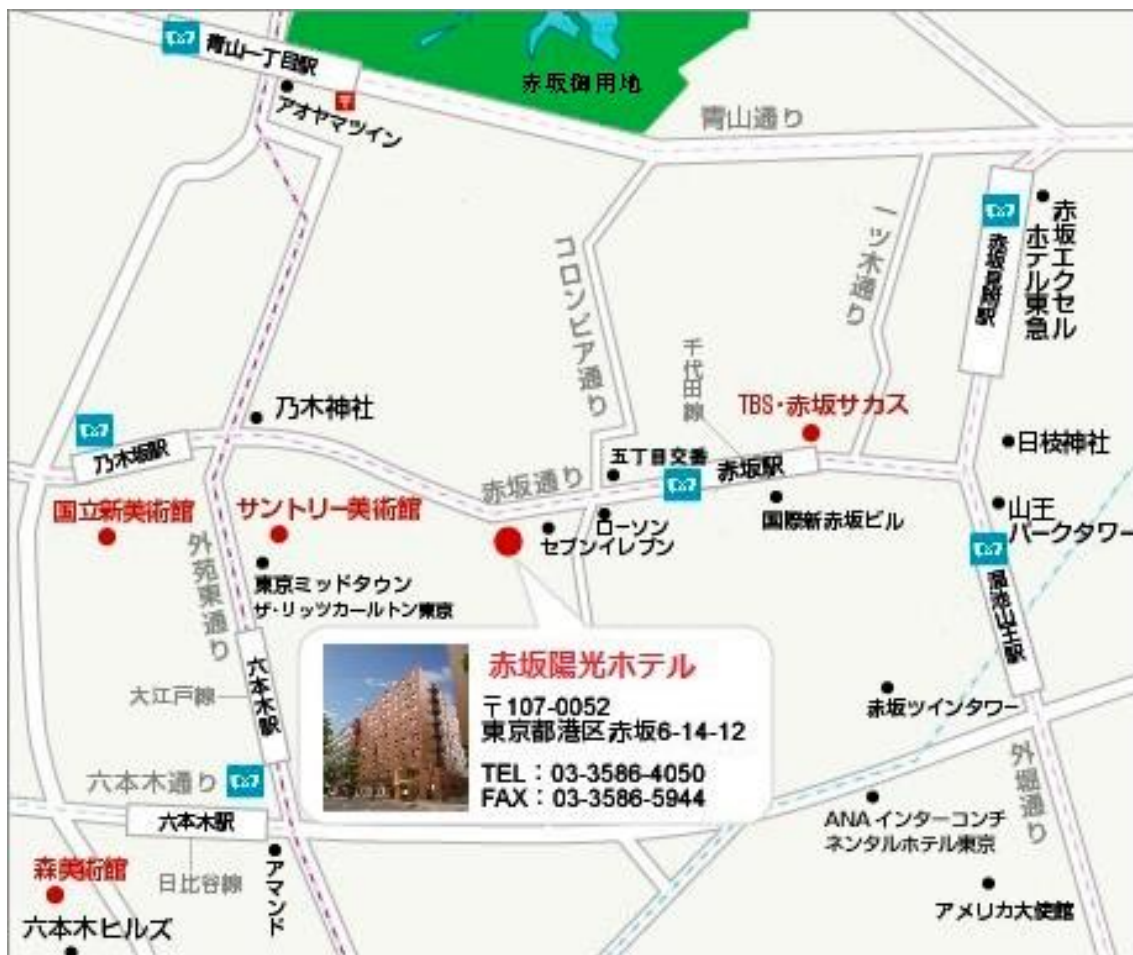 青山一丁目駅
アオヤマツイン
赤坂御用地
青山通り
コロンビア通り
一ツ木通り
赤坂見附駅
赤坂エクセル
ホテル東急
千代田線
TBS・赤坂サカス
乃木神社
乃木坂駅
赤坂通り
五丁目交番
赤坂駅
日枝神社
国立新美術館
サントリー美術館
ローソン
セブンイレブン
国際新赤坂ビル
山王
パークタワー
外苑東通り
東京ミッドタウン
ザ・リッツカールトン東京
溜池山王駅
六本木駅
大江戸線
赤坂陽光ホテル
〒107-0052
東京都港区赤坂6-14-12
TEL：03-3586-4050
FAX：03-3586-5944
赤坂ツインタワー
外堀通り
六本木通り
六本木駅
日比谷線
アマンド
ANAインターコンチ
ネンタルホテル東京
森美術館
六本木ヒルズ
アメリカ大使館